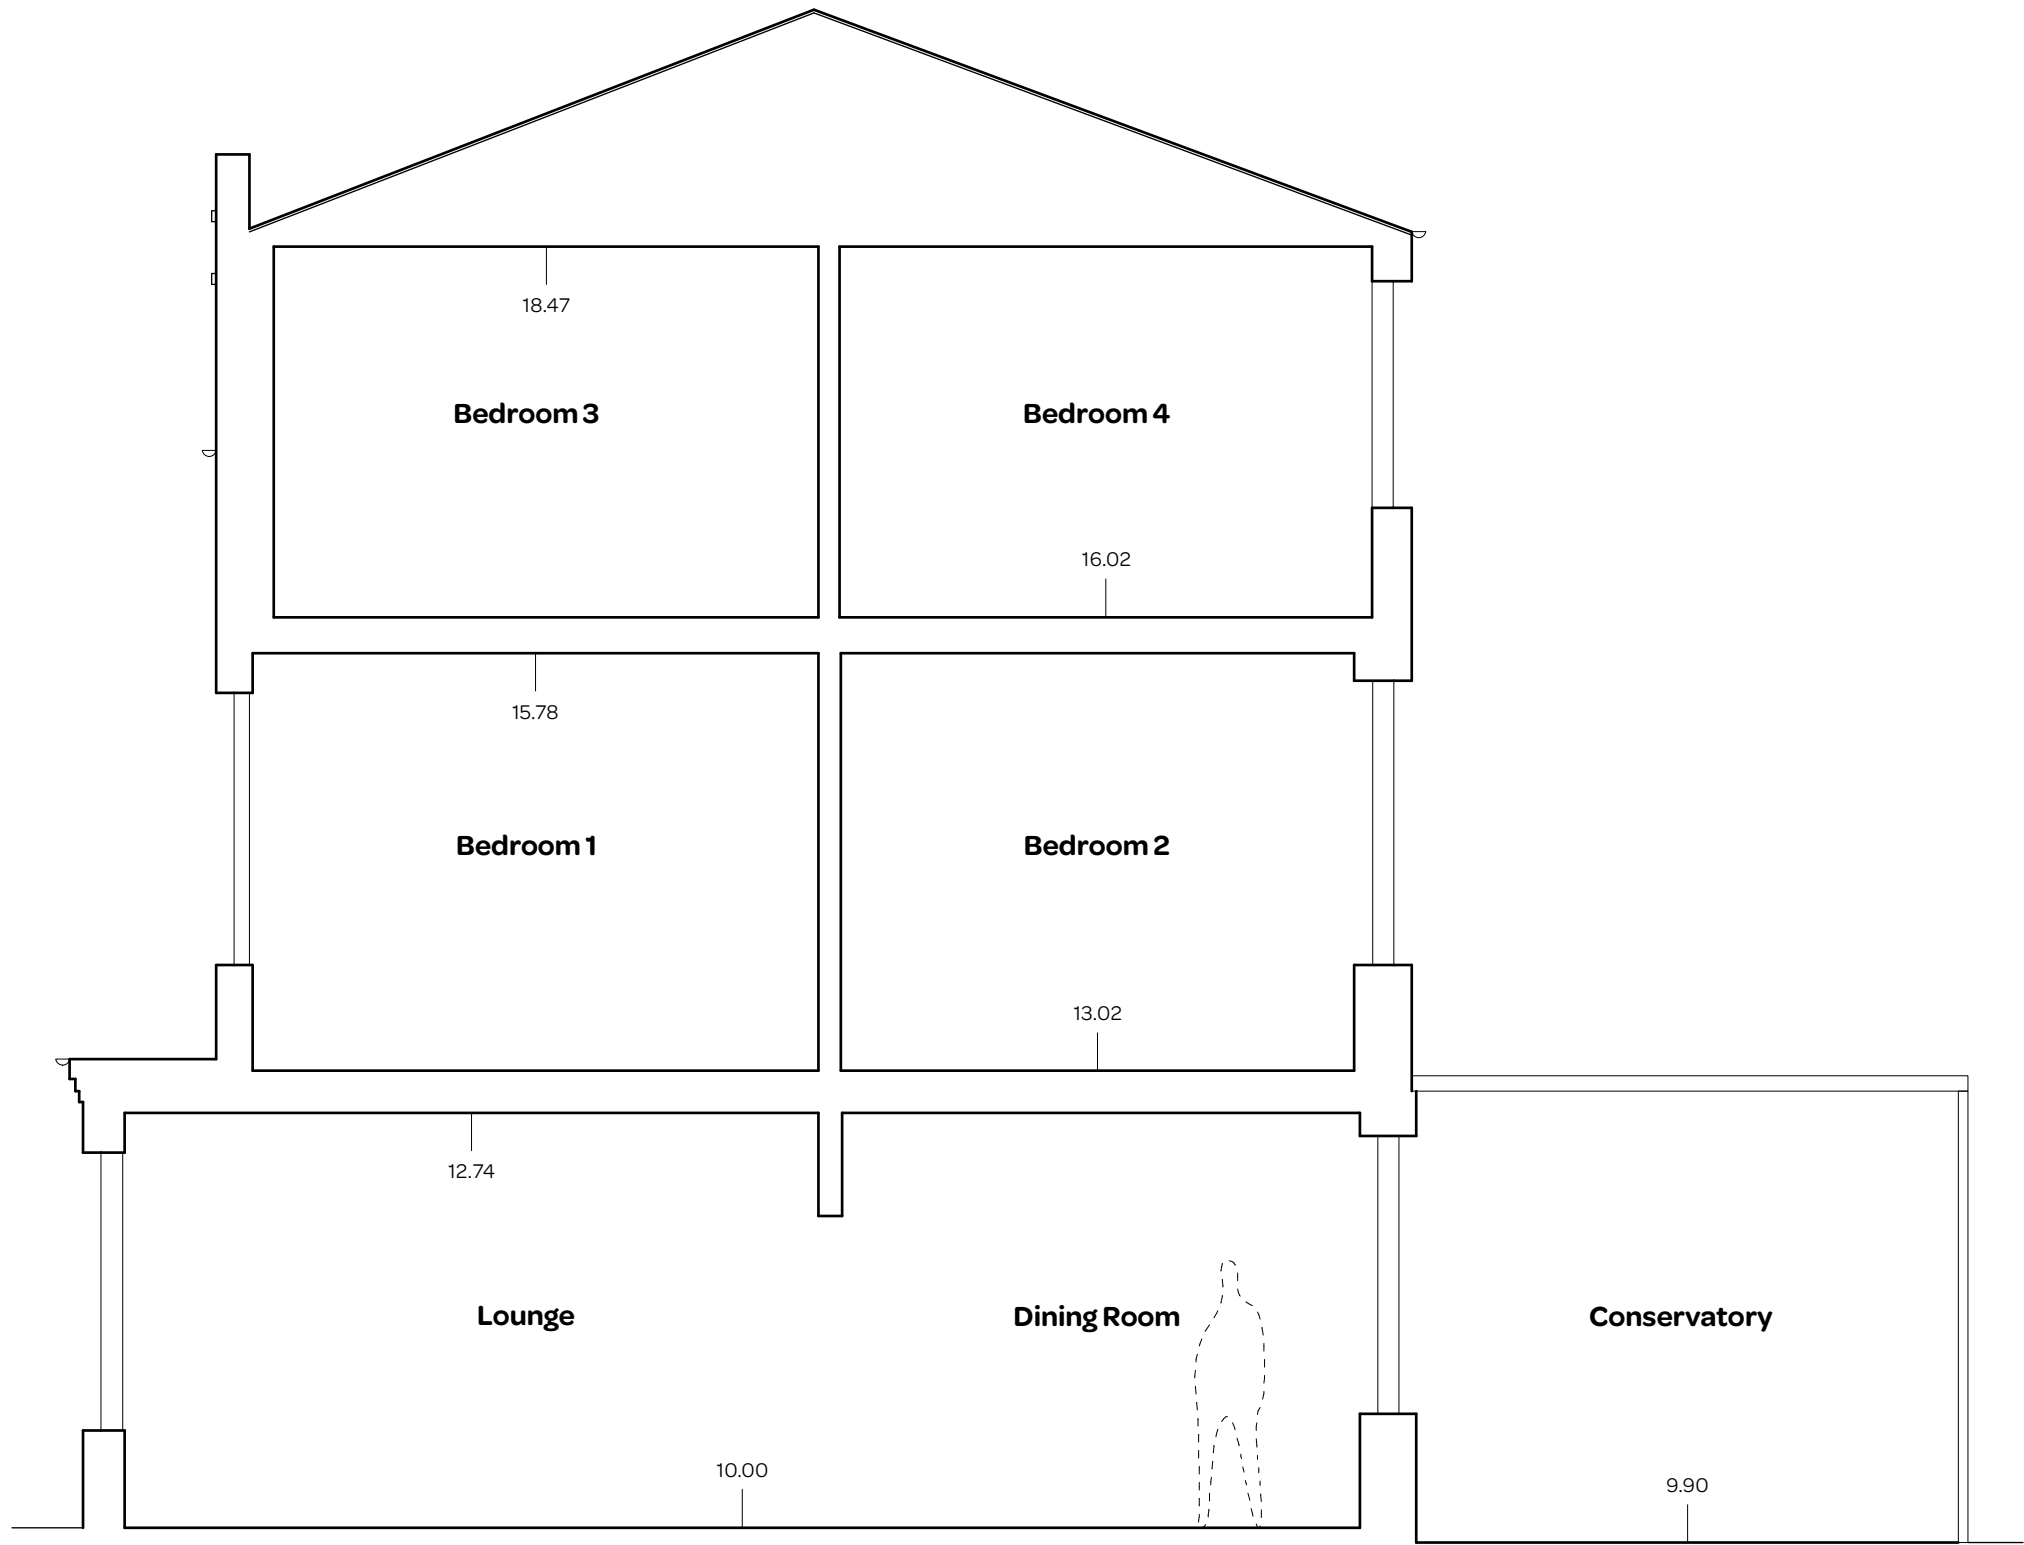 18.47
Bedroom 3
Bedroom 4
16.02
15.78
Bedroom 1
Bedroom 2
13.02
12.74
Lounge
Dining Room
Conservatory
10.00
9.90